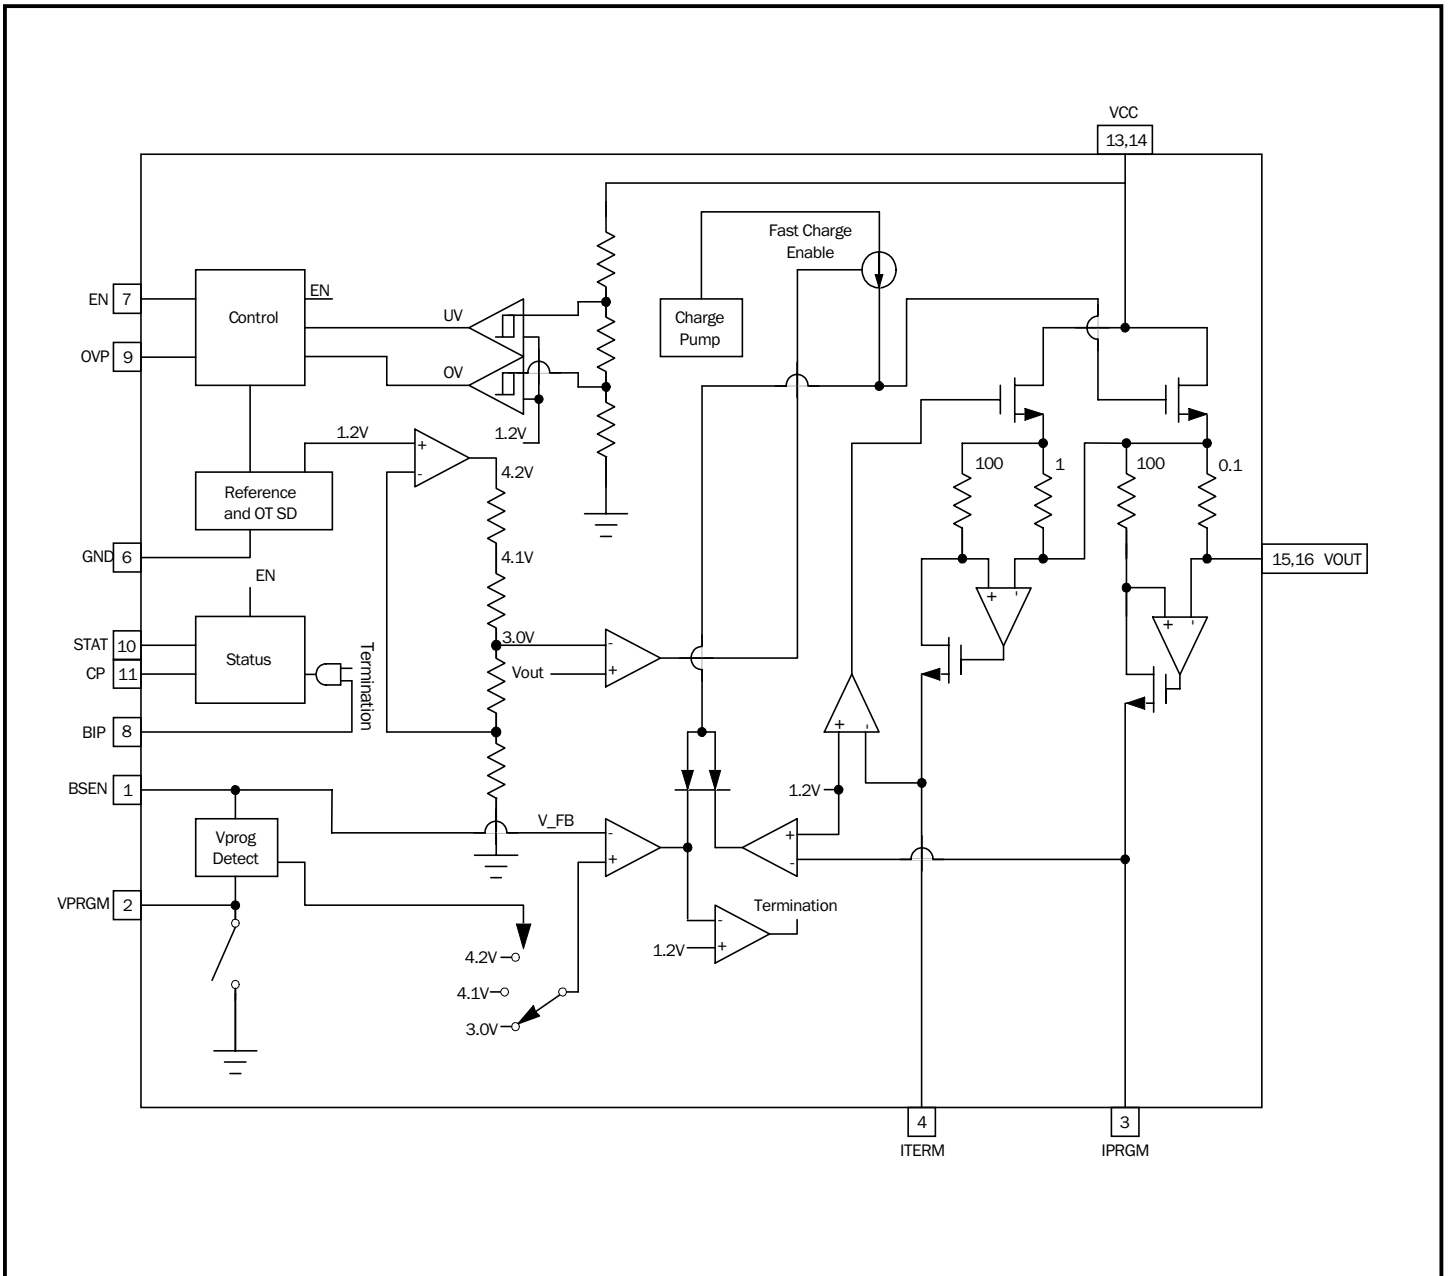 VCC
13,14
Fast Charge
Enable
EN 7
EN
Control
UV
Charge
Pump
OVP 9
OV
1.2V
1.2V
+
-
4.2V
100
1
100
0.1
Reference
and OT SD
GND 6
4.1V
15,16 VOUT
EN
+ -
+ -
STAT 10
Status
Termination
3.0V
-
CP 11
Vout
+
BIP 8
+ -
BSEN 1
1.2V
V_FB
-
+
+
-
Vprog
Detect
VPRGM 2
Termination
-
1.2V
+
4.2V
4.1V
3.0V
4
3
ITERM
IPRGM